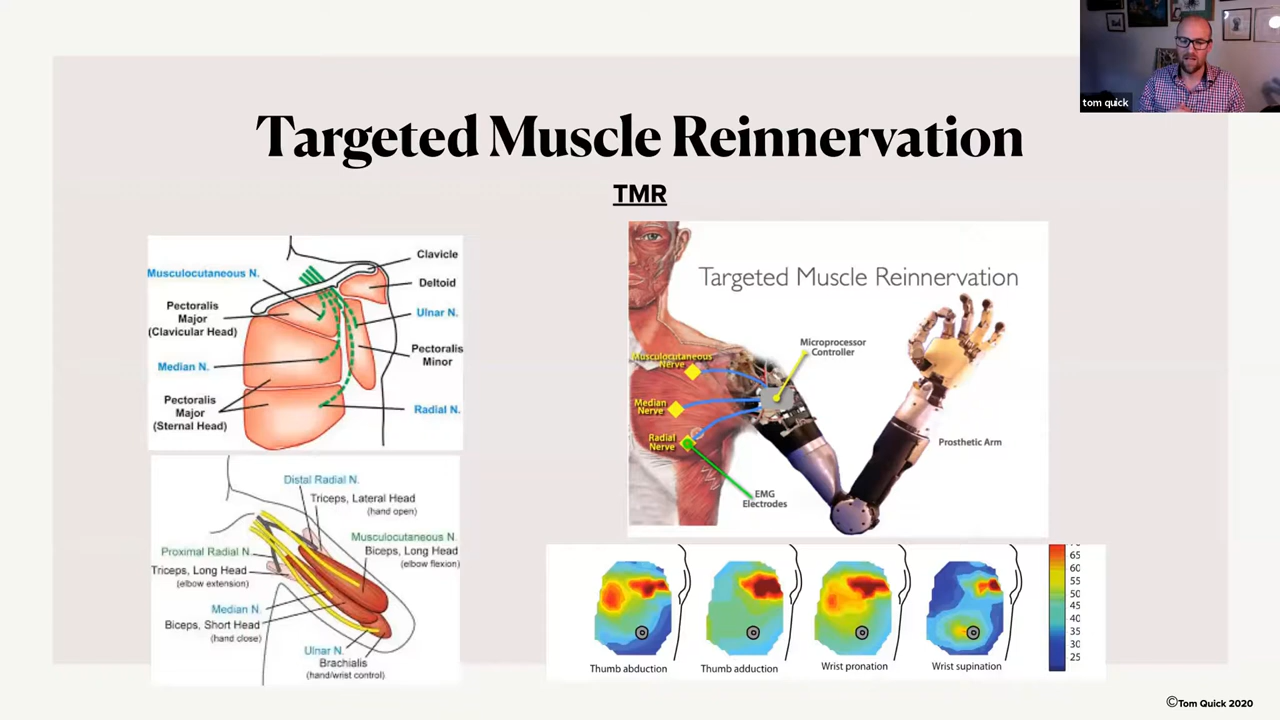 tom quick
Targeted Muscle Reinnervation
TMR
Clavicle
Musculocutaneous N.
Deltoid
Pectoralis
Major
(Clavicular Head)
Ulnar N.
Pectoralis
Minor
Median N.
Pectoralis
Major
(Sternal Head)
Radial N.
Targeted Muscle Reinnervation
Microprocessor
Controller
Musculocutaneous
Nerve
Median
Nerve
Radial
Nerve
Prosthetic Arm
EMG
Electrodes
Distal Radial N.
Triceps, Lateral Head
(hand open)
Musculocutaneous N.
Biceps, Long Head
(elbow flexion)
Proximal Radial N.
Triceps, Long Head
(elbow extension)
Median N.
Biceps, Short Head
(hand close)
Ulnar N.
Brachialis
(hand/wrist control)
65
60
55
50
45
40
35
30
25
Thumb abduction
Thumb adduction
Wrist pronation
Wrist supination
©Tom Quick 2020